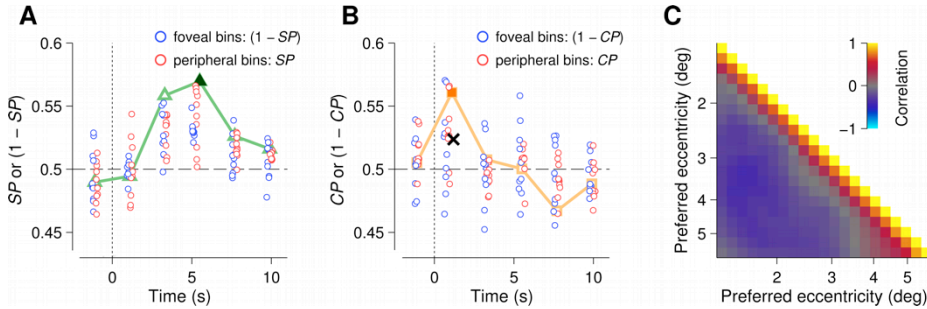 A
SP or (1 − SP)
0.6
0.55
0.5
0.45
foveal bins: (1 − SP)
peripheral bins: SP
0 5 10
Time (s)
B
CP or (1 − CP)
0.6
0.55
0.5
0.45
foveal bins: (1 − CP)
peripheral bins: CP
0 5 10
Time (s)
C
Preferred eccentricity (deg)
2
3
4
5
1
0
−1
Correlation
2 3 4 5
Preferred eccentricity (deg)